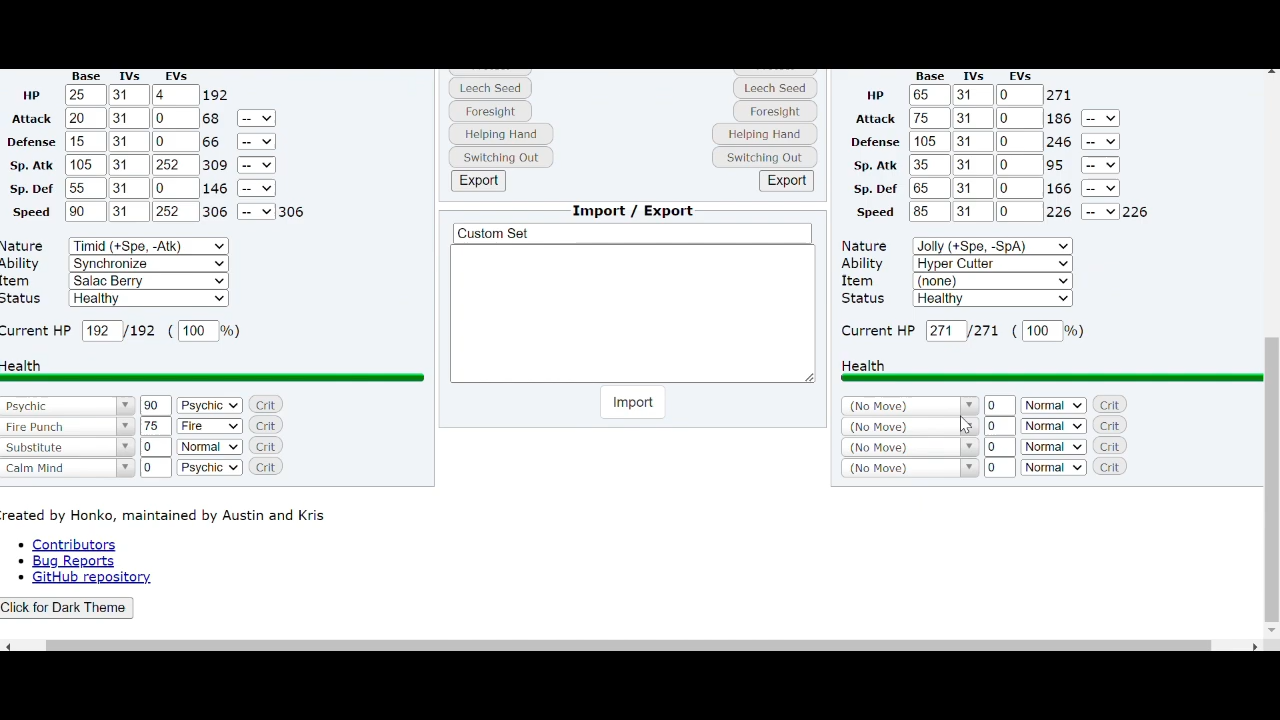 Base IVs EVs
HP 25 31 4 192
Attack 20 31 0 68 --
Defense 15 31 0 66 --
Sp. Atk 105 31 252 309 --
Sp. Def 55 31 0 146 --
Speed 90 31 252 306 -- 306
Nature Timid (+Spe, -Atk)
Ability Synchronize
Item Salac Berry
Status Healthy
Current HP 192 /192 ( 100 %)
Health
Psychic 90 Psychic Crit
Fire Punch 75 Fire Crit
Substitute 0 Normal Crit
Calm Mind 0 Psychic Crit
Created by Honko, maintained by Austin and Kris
Contributors
Bug Reports
GitHub repository
Click for Dark Theme
Leech Seed Leech Seed
Foresight Foresight
Helping Hand Helping Hand
Switching Out Switching Out
Export Export
Import / Export
Custom Set
Import
Base IVs EVs
HP 65 31 0 271
Attack 75 31 0 186 --
Defense 105 31 0 246 --
Sp. Atk 35 31 0 95 --
Sp. Def 65 31 0 166 --
Speed 85 31 0 226 -- 226
Nature Jolly (+Spe, -SpA)
Ability Hyper Cutter
Item (none)
Status Healthy
Current HP 271 /271 ( 100 %)
Health
(No Move) 0 Normal Crit
(No Move) 0 Normal Crit
(No Move) 0 Normal Crit
(No Move) 0 Normal Crit